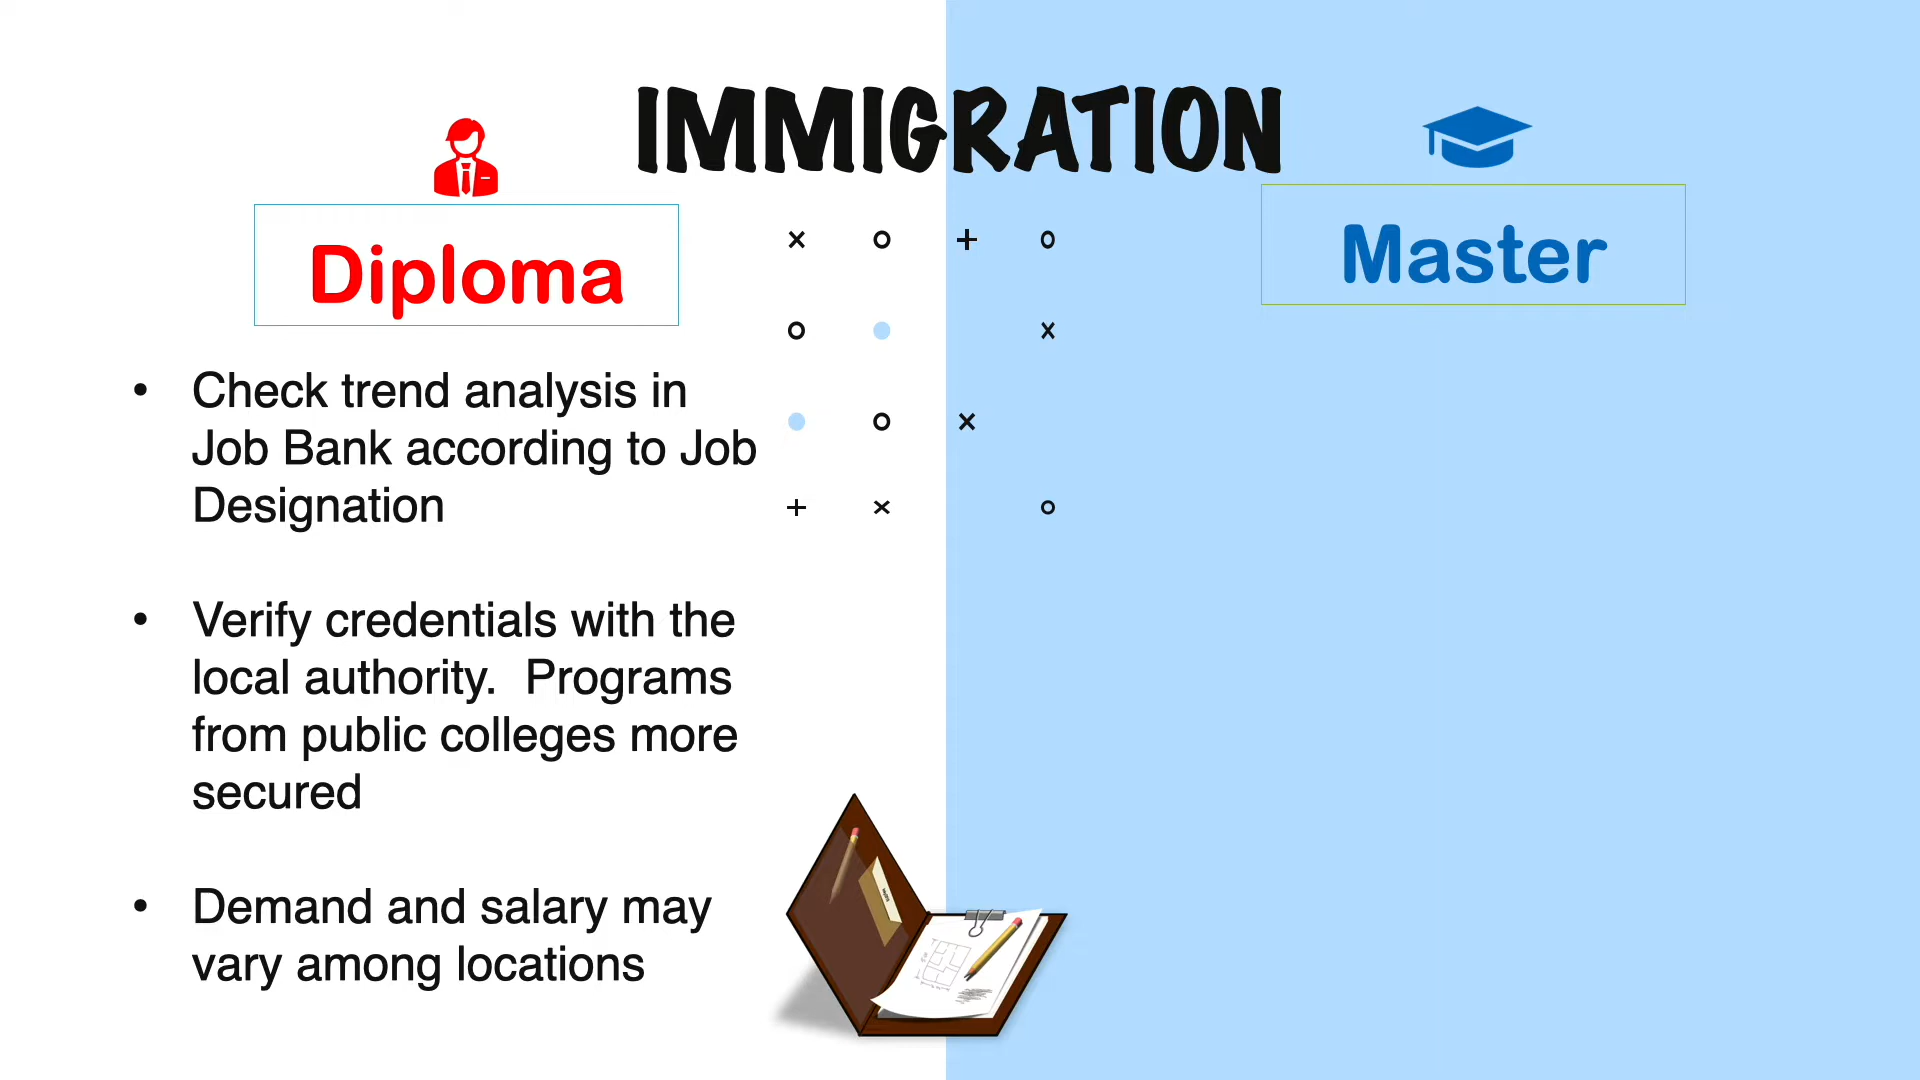 IMMIGRATION
Diploma
• Check trend analysis in
Job Bank according to Job
Designation
• Verify credentials with the
local authority.  Programs
from public colleges more
secured
• Demand and salary may
vary among locations
Master